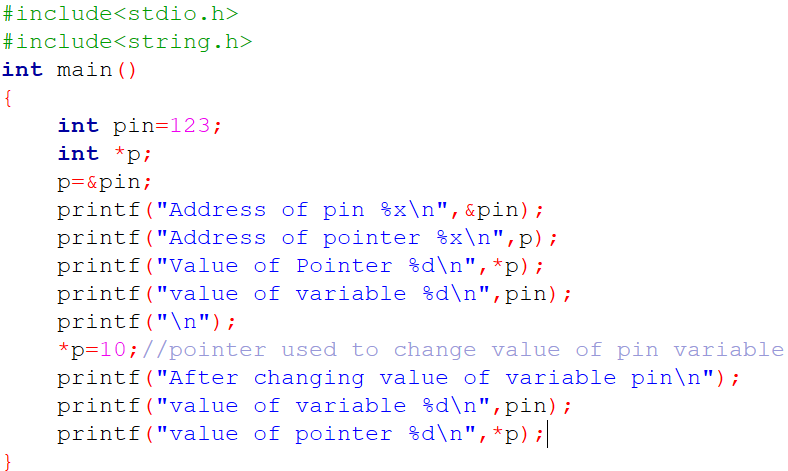 #include<stdio.h>
#include<string.h>
int main()
{
    int pin=123;
    int *p;
    p=&pin;
    printf("Address of pin %x\n",&pin);
    printf("Address of pointer %x\n",p);
    printf("Value of Pointer %d\n",*p);
    printf("value of variable %d\n",pin);
    printf("\n");
    *p=10;//pointer used to change value of pin variable
    printf("After changing value of variable pin\n");
    printf("value of variable %d\n",pin);
    printf("value of pointer %d\n",*p);
}